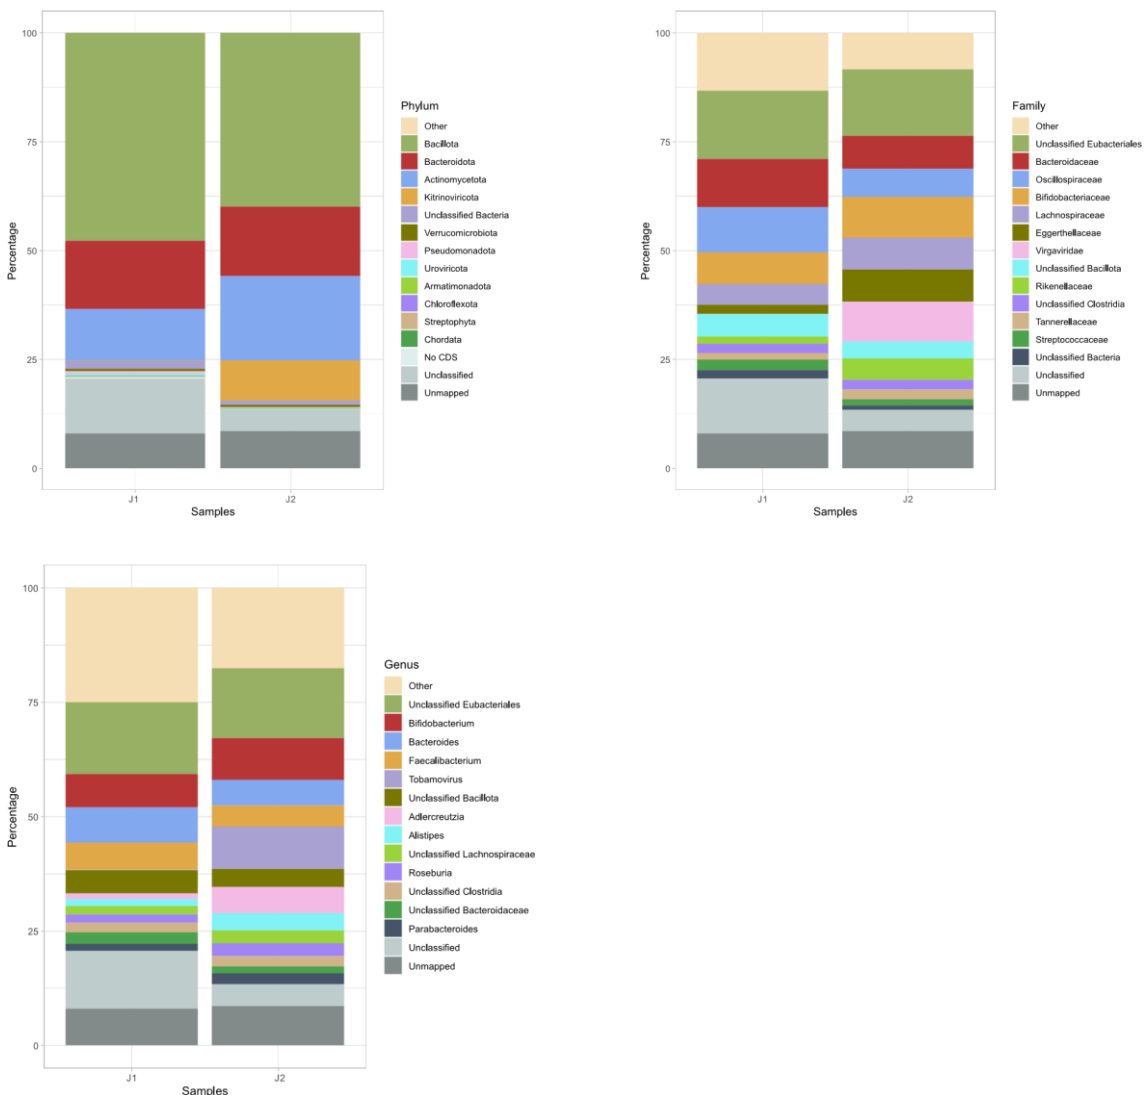 100
75
50
25
0
Percentage
J1
J2
Samples
Phylum
Other
Bacillota
Bacteroidota
Actinomycetota
Kitrinoviricota
Unclassified Bacteria
Verrucomicrobiota
Pseudomonadota
Uroviricota
Armatimonadota
Chloroflexota
Streptophyta
Chordata
No CDS
Unclassified
Unmapped
100
75
50
25
0
Percentage
J1
J2
Samples
Family
Other
Unclassified Eubacteriales
Bacteroidaceae
Oscillospiraceae
Bifidobacteriaceae
Lachnospiraceae
Eggerthellaceae
Virgaviridae
Unclassified Bacillota
Rikenellaceae
Unclassified Clostridia
Tannerellaceae
Streptococcaceae
Unclassified Bacteria
Unclassified
Unmapped
100
75
50
25
0
Percentage
J1
J2
Samples
Genus
Other
Unclassified Eubacteriales
Bifidobacterium
Bacteroides
Faecalibacterium
Tobamovirus
Unclassified Bacillota
Adlercreutzia
Alistipes
Unclassified Lachnospiraceae
Roseburia
Unclassified Clostridia
Unclassified Bacteroidaceae
Parabacteroides
Unclassified
Unmapped